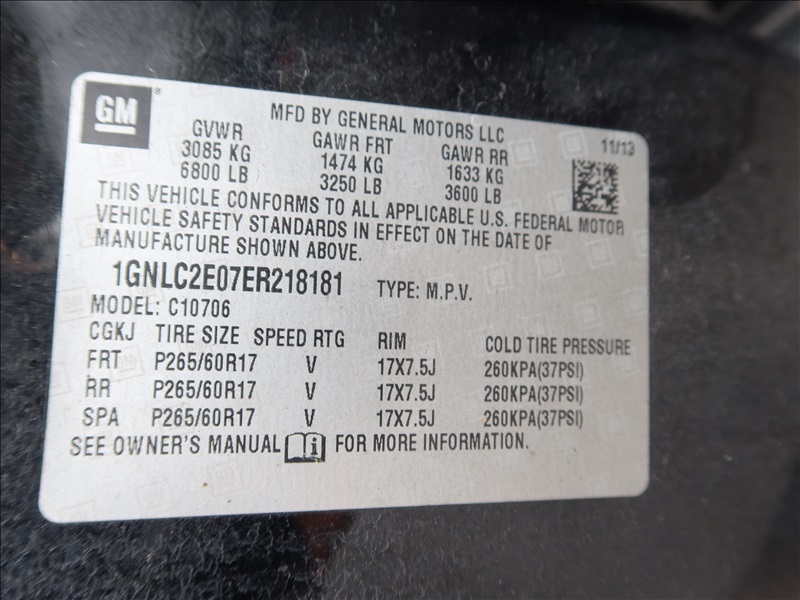 GM®
MFD BY GENERAL MOTORS LLC
11/13
GVWR GAWR FRT GAWR RR
3085 KG 1474 KG 1633 KG
6800 LB 3250 LB 3600 LB
THIS VEHICLE CONFORMS TO ALL APPLICABLE U.S. FEDERAL MOTOR
VEHICLE SAFETY STANDARDS IN EFFECT ON THE DATE OF
MANUFACTURE SHOWN ABOVE.
1GNLC2E07ER218181 TYPE: M.P.V.
MODEL: C10706
CGKJ TIRE SIZE SPEED RTG RIM COLD TIRE PRESSURE
FRT P265/60R17 V 17X7.5J 260KPA(37PSI)
RR P265/60R17 V 17X7.5J 260KPA(37PSI)
SPA P265/60R17 V 17X7.5J 260KPA(37PSI)
SEE OWNER'S MANUAL i FOR MORE INFORMATION.